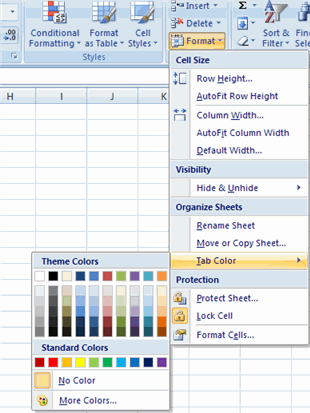 Insert
Delete
Format
Conditional Formatting
Format as Table
Cell Styles
Styles
Σ
Sort & Filter
Cell Size
Row Height...
AutoFit Row Height
Column Width...
AutoFit Column Width
Default Width...
Visibility
Hide & Unhide
Organize Sheets
Rename Sheet
Move or Copy Sheet...
Tab Color
Protection
Protect Sheet...
Lock Cell
Format Cells...
H I J K
Theme Colors
Standard Colors
No Color
More Colors...